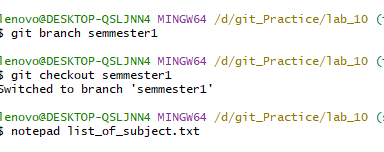 lenovo@DESKTOP-QSLJNN4 MINGW64 /d/git_Practice/lab_10 (
$ git branch semmester1
lenovo@DESKTOP-QSLJNN4 MINGW64 /d/git_Practice/lab_10 (
$ git checkout semmester1
Switched to branch 'semmester1'
lenovo@DESKTOP-QSLJNN4 MINGW64 /d/git_Practice/lab_10 (
$ notepad list_of_subject.txt